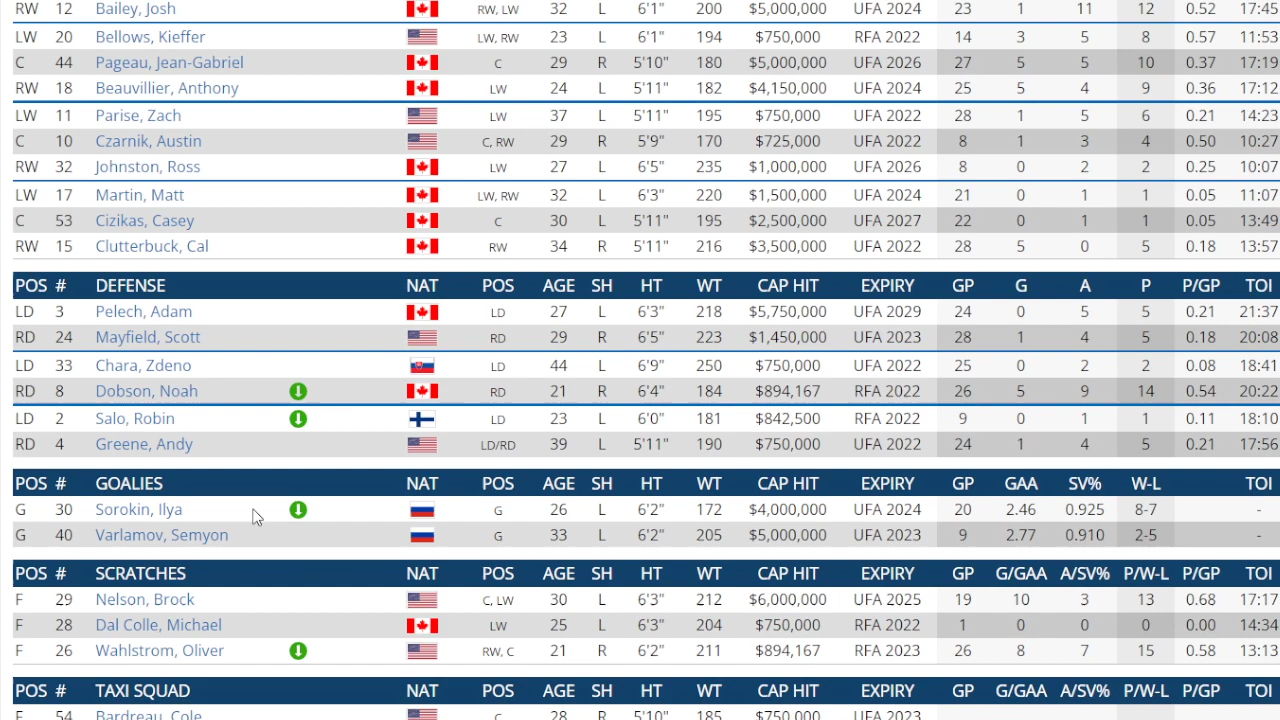 RW 12 Bailey, Josh RW, LW 32 L 6'1" 200 $5,000,000 UFA 2024 23 1 11 12 0.52 17:45
LW 20 Bellows, Kieffer LW, RW 23 L 6'1" 194 $750,000 RFA 2022 14 3 5 8 0.57 11:53
C 44 Pageau, Jean-Gabriel C 29 R 5'10" 180 $5,000,000 UFA 2026 27 5 5 10 0.37 17:19
RW 18 Beauvillier, Anthony LW 24 L 5'11" 182 $4,150,000 UFA 2024 25 5 4 9 0.36 17:12
LW 11 Parise, Zach LW 37 L 5'11" 195 $750,000 UFA 2022 28 1 5 6 0.21 14:23
C 10 Czarnik, Austin C, RW 29 R 5'9" 170 $725,000 UFA 2022 8 1 3 4 0.50 10:27
RW 32 Johnston, Ross LW 27 L 6'5" 235 $1,000,000 UFA 2026 8 0 2 2 0.25 10:07
LW 17 Martin, Matt LW, RW 32 L 6'3" 220 $1,500,000 UFA 2024 21 0 1 1 0.05 11:07
C 53 Cizikas, Casey C 30 L 5'11" 195 $2,500,000 UFA 2027 22 0 1 1 0.05 13:49
RW 15 Clutterbuck, Cal RW 34 R 5'11" 216 $3,500,000 UFA 2022 28 5 0 5 0.18 13:57
POS # DEFENSE NAT POS AGE SH HT WT CAP HIT EXPIRY GP G A P P/GP TOI
LD 3 Pelech, Adam LD 27 L 6'3" 218 $5,750,000 UFA 2029 24 0 5 5 0.21 21:37
RD 24 Mayfield, Scott RD 29 R 6'5" 223 $1,450,000 UFA 2023 28 1 4 5 0.18 20:08
LD 33 Chara, Zdeno LD 44 L 6'9" 250 $750,000 UFA 2022 25 0 2 2 0.08 18:41
RD 8 Dobson, Noah RD 21 R 6'4" 184 $894,167 RFA 2022 26 5 9 14 0.54 20:22
LD 2 Salo, Robin LD 23 L 6'0" 181 $842,500 RFA 2022 9 0 1 1 0.11 18:10
RD 4 Greene, Andy LD/RD 39 L 5'11" 190 $750,000 UFA 2022 24 1 4 5 0.21 17:56
POS # GOALIES NAT POS AGE SH HT WT CAP HIT EXPIRY GP GAA SV% W-L TOI
G 30 Sorokin, Ilya G 26 L 6'2" 172 $4,000,000 UFA 2024 20 2.46 0.925 8-7 -
G 40 Varlamov, Semyon G 33 L 6'2" 205 $5,000,000 UFA 2023 9 2.77 0.910 2-5 -
POS # SCRATCHES NAT POS AGE SH HT WT CAP HIT EXPIRY GP G/GAA A/SV% P/W-L P/GP TOI
F 29 Nelson, Brock C, LW 30 L 6'3" 212 $6,000,000 UFA 2025 19 10 3 13 0.68 17:17
F 28 Dal Colle, Michael LW 25 L 6'3" 204 $750,000 RFA 2022 1 0 0 0 0.00 14:34
F 26 Wahlstrom, Oliver RW, C 21 R 6'2" 211 $894,167 RFA 2023 26 8 7 15 0.58 13:13
POS # TAXI SQUAD NAT POS AGE SH HT WT CAP HIT EXPIRY GP G/GAA A/SV% P/W-L P/GP TOI
F 54 Bardreau, Cole C 28 R 5'10" 185 $750,000 UFA 2023